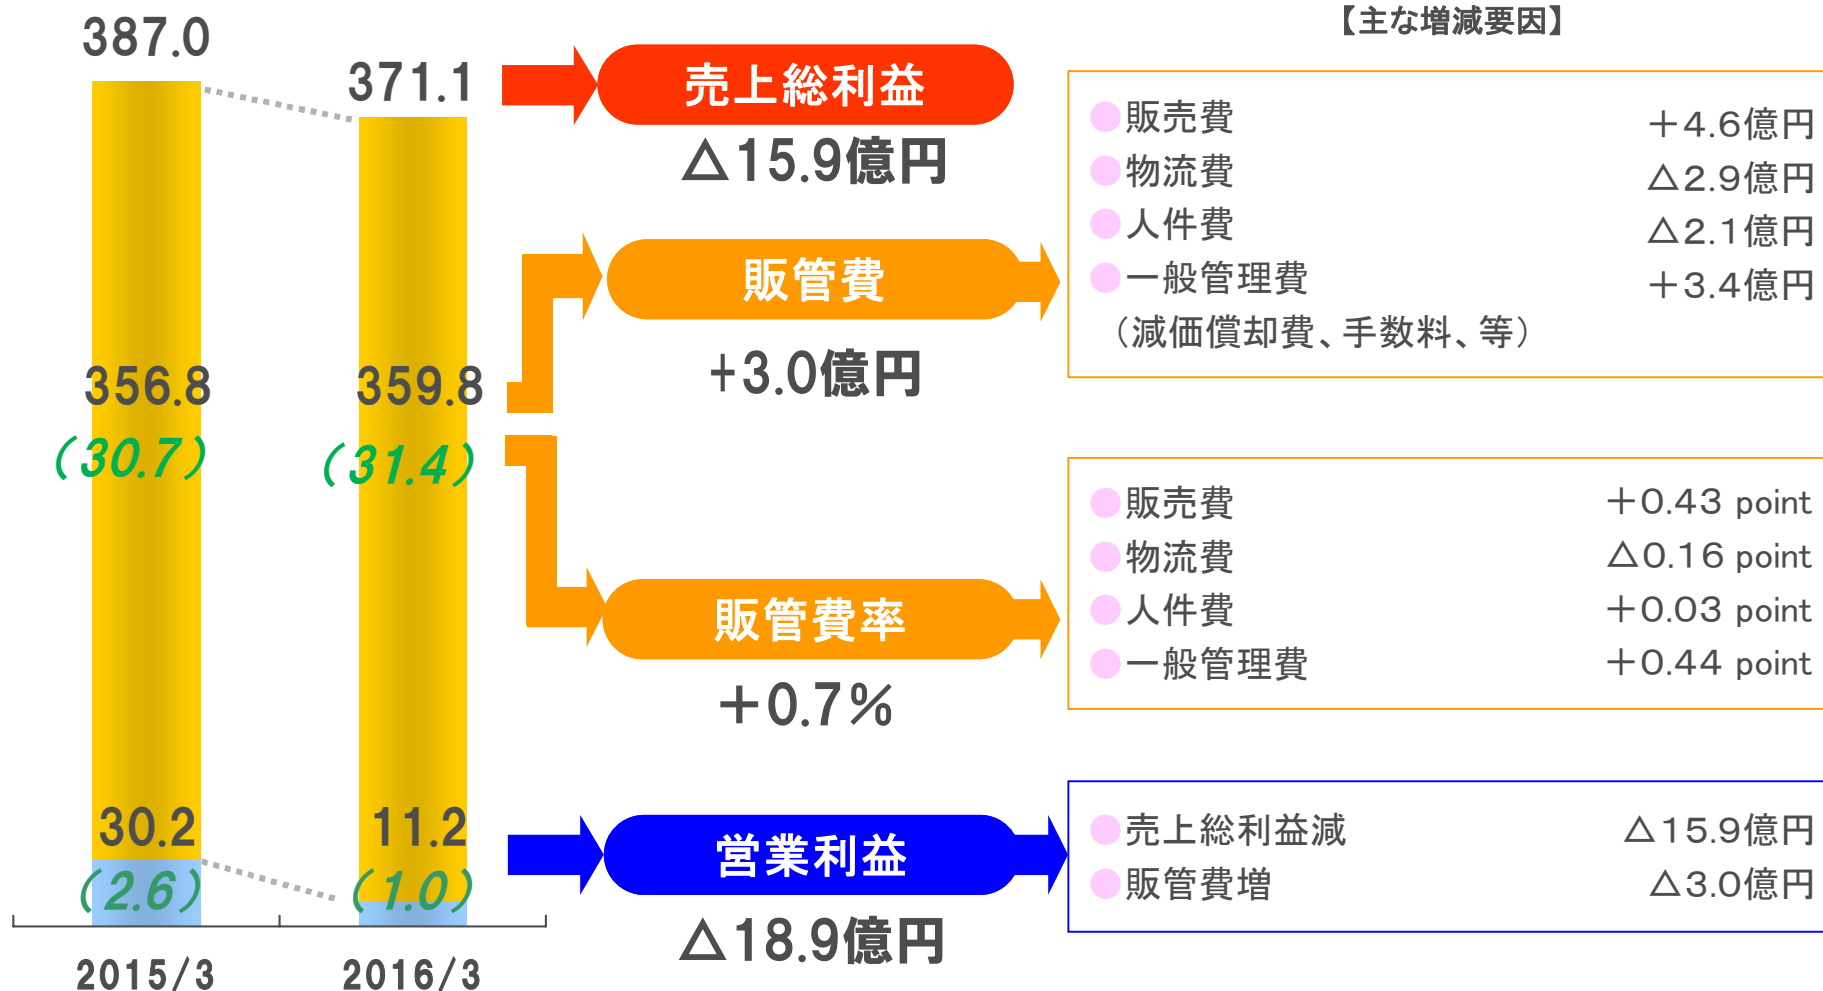 387.0
371.1
356.8
(30.7)
359.8
(31.4)
30.2
(2.6)
11.2
(1.0)
2015/3
2016/3
売上総利益
△15.9億円
販管費
+3.0億円
販管費率
＋0.7％
営業利益
△18.9億円
【主な増減要因】
●販売費 ＋4.6億円
●物流費 △2.9億円
●人件費 △2.1億円
●一般管理費 ＋3.4億円
（減価償却費、手数料、等）
●販売費 ＋0.43 point
●物流費 △0.16 point
●人件費 ＋0.03 point
●一般管理費 ＋0.44 point
●売上総利益減 △15.9億円
●販管費増 △3.0億円